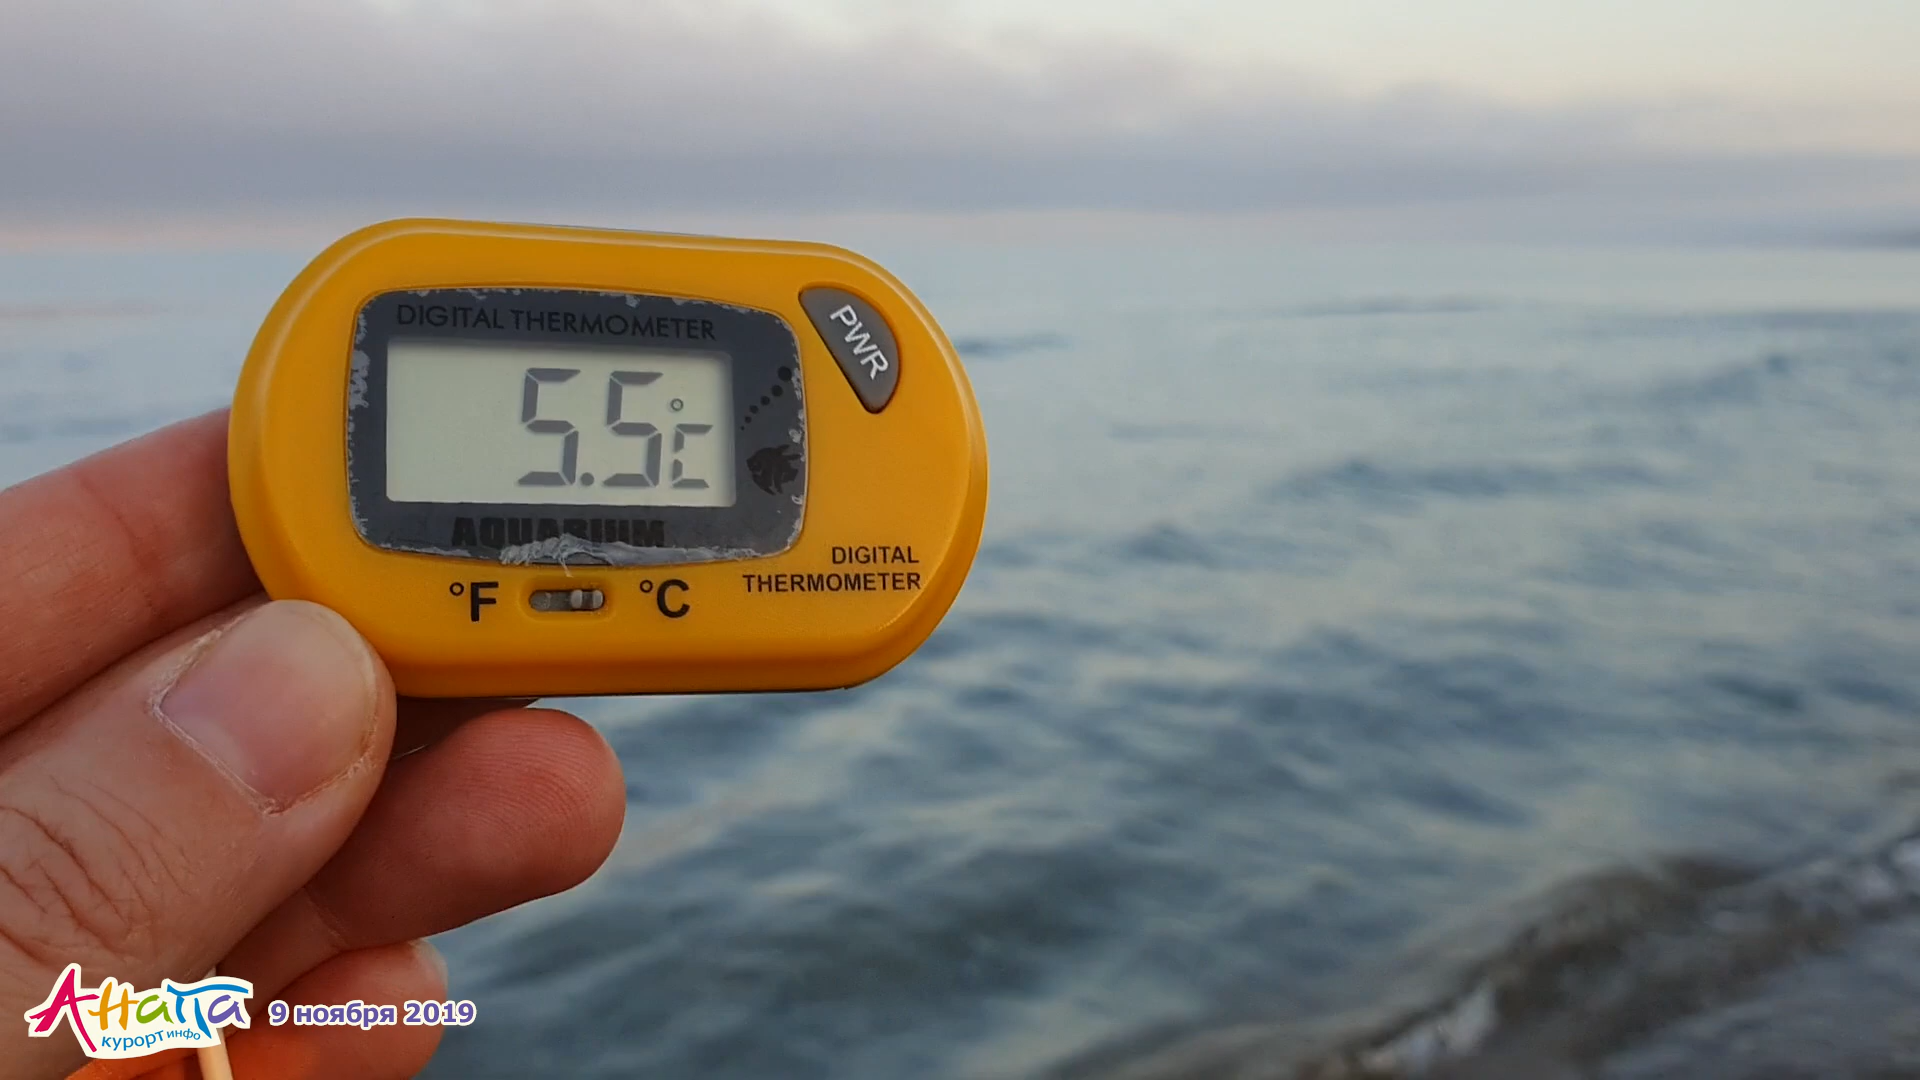 DIGITAL THERMOMETER
PWR
5.5°C
AQUARIUM
DIGITAL
THERMOMETER
°F
°C
Анапа
курорт инфо
9 ноября 2019